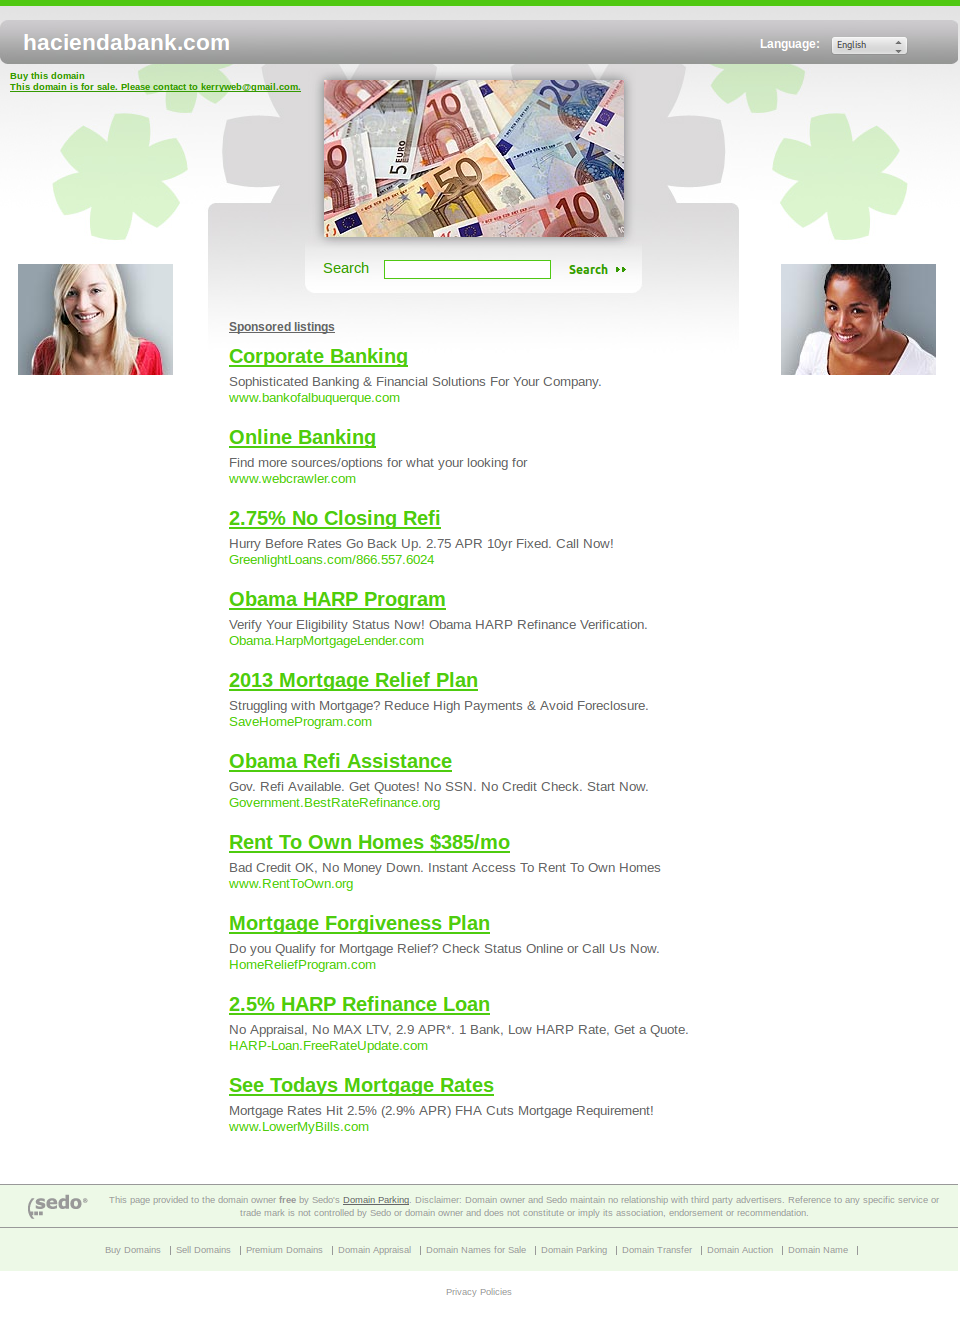 haciendabank.com
Language:
English
Buy this domain
This domain is for sale. Please contact to kerryweb@gmail.com.
5 EURO
10
20
50
10
10
0
Search
Search
Sponsored listings
Corporate Banking
Sophisticated Banking & Financial Solutions For Your Company.
www.bankofalbuquerque.com
Online Banking
Find more sources/options for what your looking for
www.webcrawler.com
2.75% No Closing Refi
Hurry Before Rates Go Back Up. 2.75 APR 10yr Fixed. Call Now!
GreenlightLoans.com/866.557.6024
Obama HARP Program
Verify Your Eligibility Status Now! Obama HARP Refinance Verification.
Obama.HarpMortgageLender.com
2013 Mortgage Relief Plan
Struggling with Mortgage? Reduce High Payments & Avoid Foreclosure.
SaveHomeProgram.com
Obama Refi Assistance
Gov. Refi Available. Get Quotes! No SSN. No Credit Check. Start Now.
Government.BestRateRefinance.org
Rent To Own Homes $385/mo
Bad Credit OK, No Money Down. Instant Access To Rent To Own Homes
www.RentToOwn.org
Mortgage Forgiveness Plan
Do you Qualify for Mortgage Relief? Check Status Online or Call Us Now.
HomeReliefProgram.com
2.5% HARP Refinance Loan
No Appraisal, No MAX LTV, 2.9 APR*. 1 Bank, Low HARP Rate, Get a Quote.
HARP-Loan.FreeRateUpdate.com
See Todays Mortgage Rates
Mortgage Rates Hit 2.5% (2.9% APR) FHA Cuts Mortgage Requirement!
www.LowerMyBills.com
sedo®
This page provided to the domain owner free by Sedo's Domain Parking. Disclaimer: Domain owner and Sedo maintain no relationship with third party advertisers. Reference to any specific service or
trade mark is not controlled by Sedo or domain owner and does not constitute or imply its association, endorsement or recommendation.
Buy Domains | Sell Domains | Premium Domains | Domain Appraisal | Domain Names for Sale | Domain Parking | Domain Transfer | Domain Auction | Domain Name |
Privacy Policies